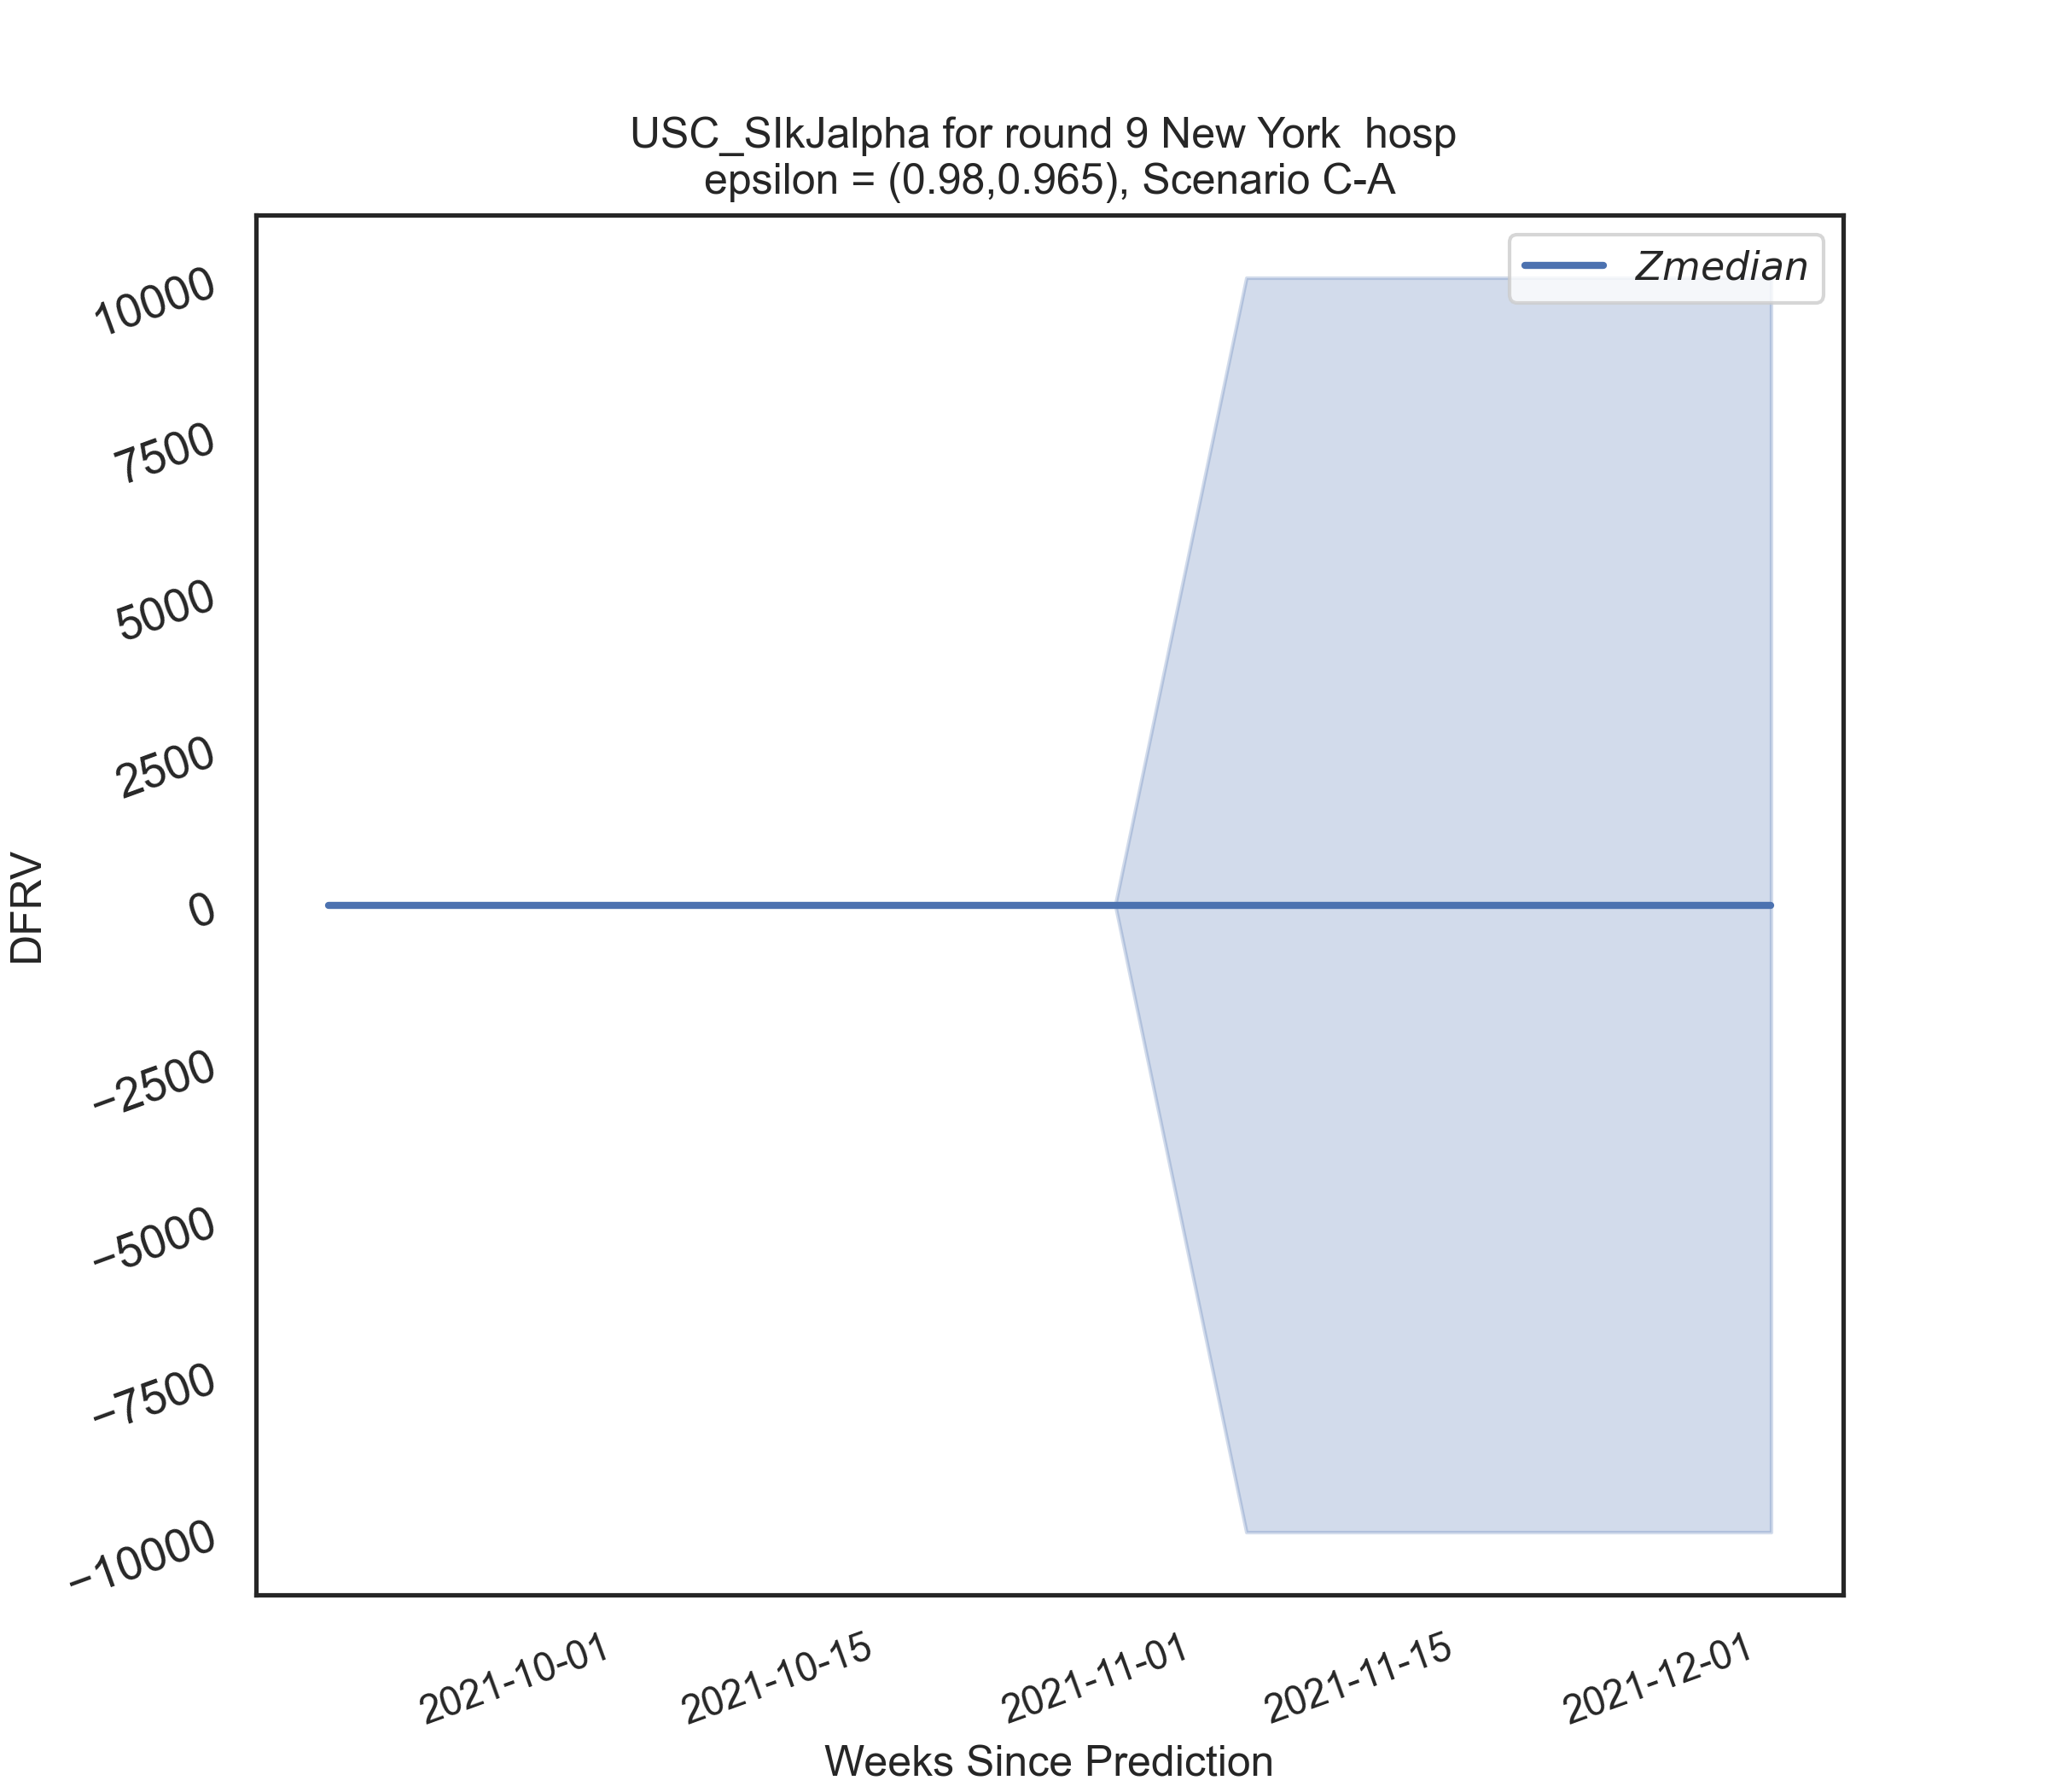 USC_SIkJalpha for round 9 New York  hosp
epsilon = (0.98,0.965), Scenario C-A
Zmedian
10000
7500
5000
2500
0
−2500
−5000
−7500
−10000
DFRV
2021-10-01
2021-10-15
2021-11-01
2021-11-15
2021-12-01
Weeks Since Prediction